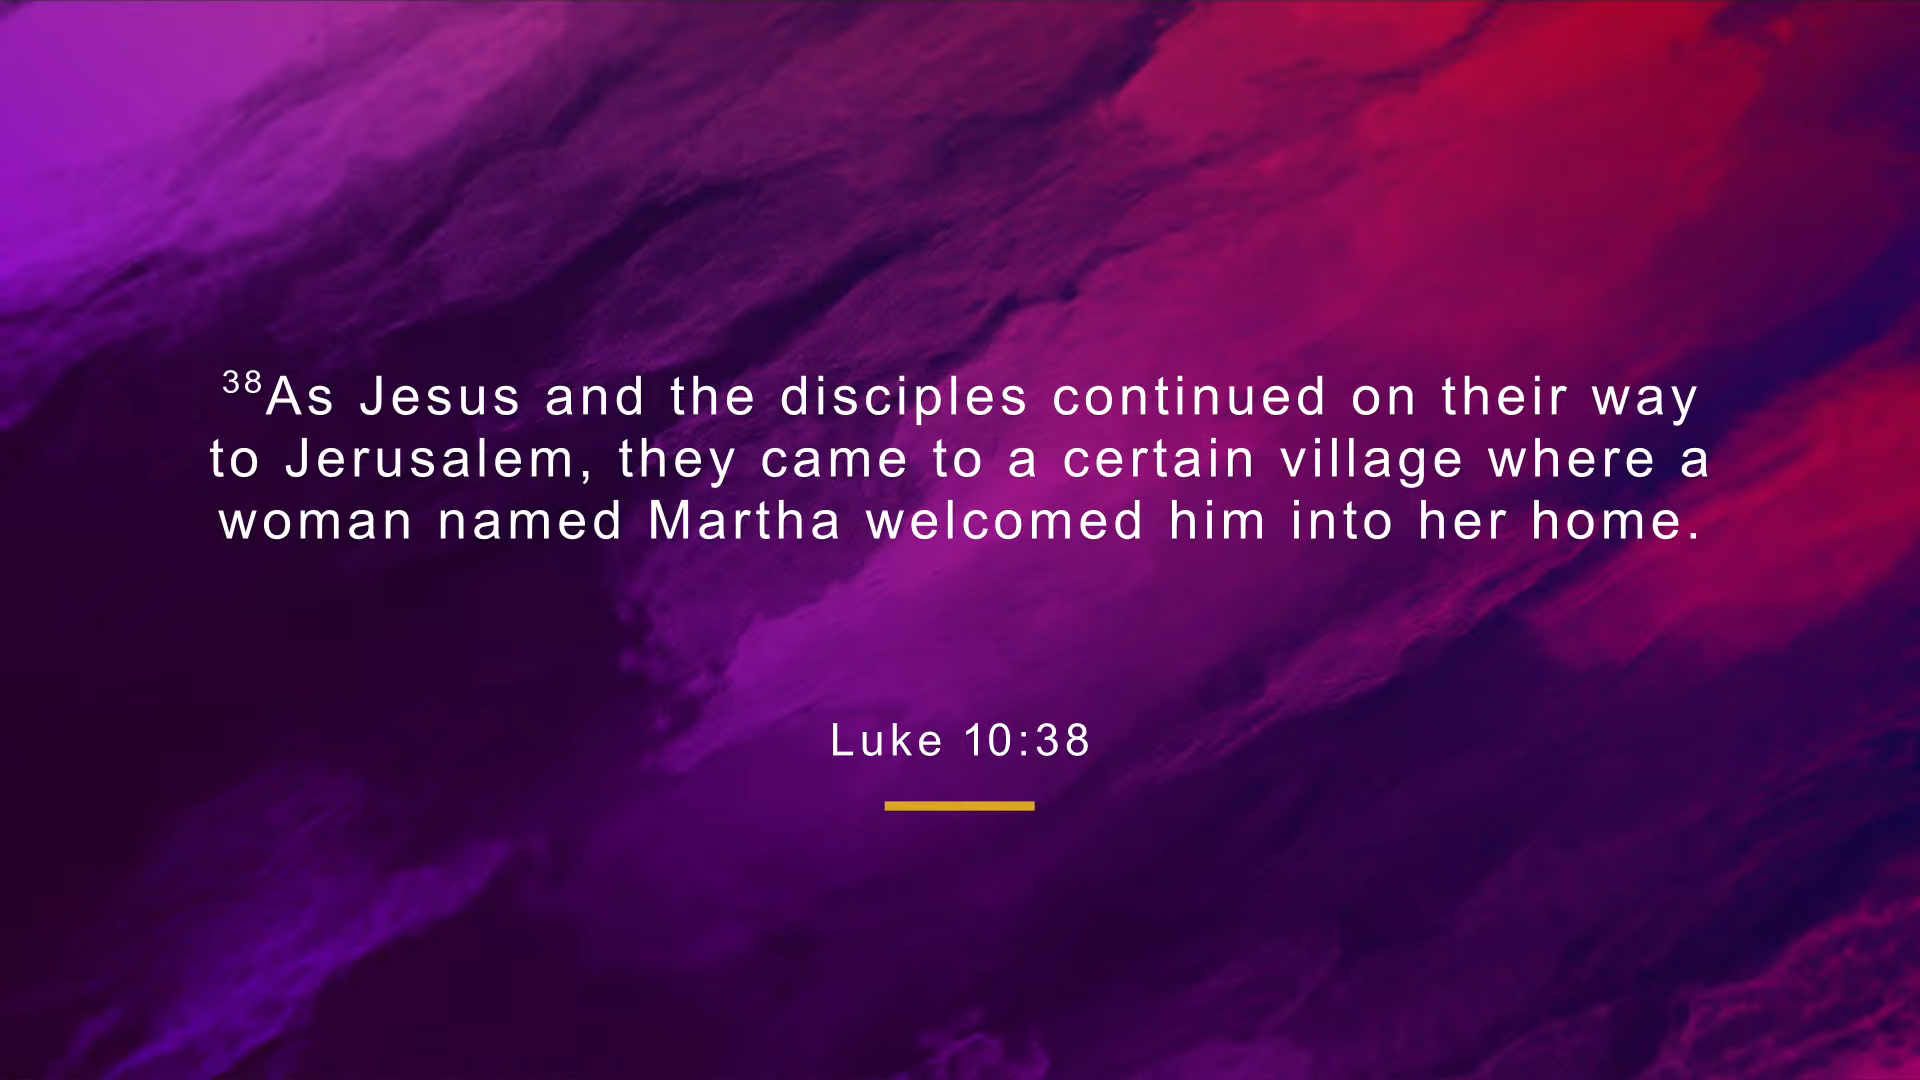 ³⁸As Jesus and the disciples continued on their way
to Jerusalem, they came to a certain village where a
woman named Martha welcomed him into her home.
Luke 10:38